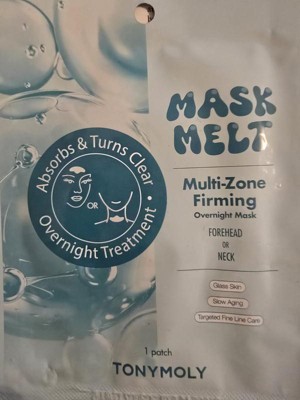 MASK
MELT
Absorbs & Turns Clear
OR
Overnight Treatment
Multi-Zone
Firming
Overnight Mask
FOREHEAD
OR
NECK
Glass Skin
Slow Aging
Targeted Fine Line Care
1 patch
TONYMOLY